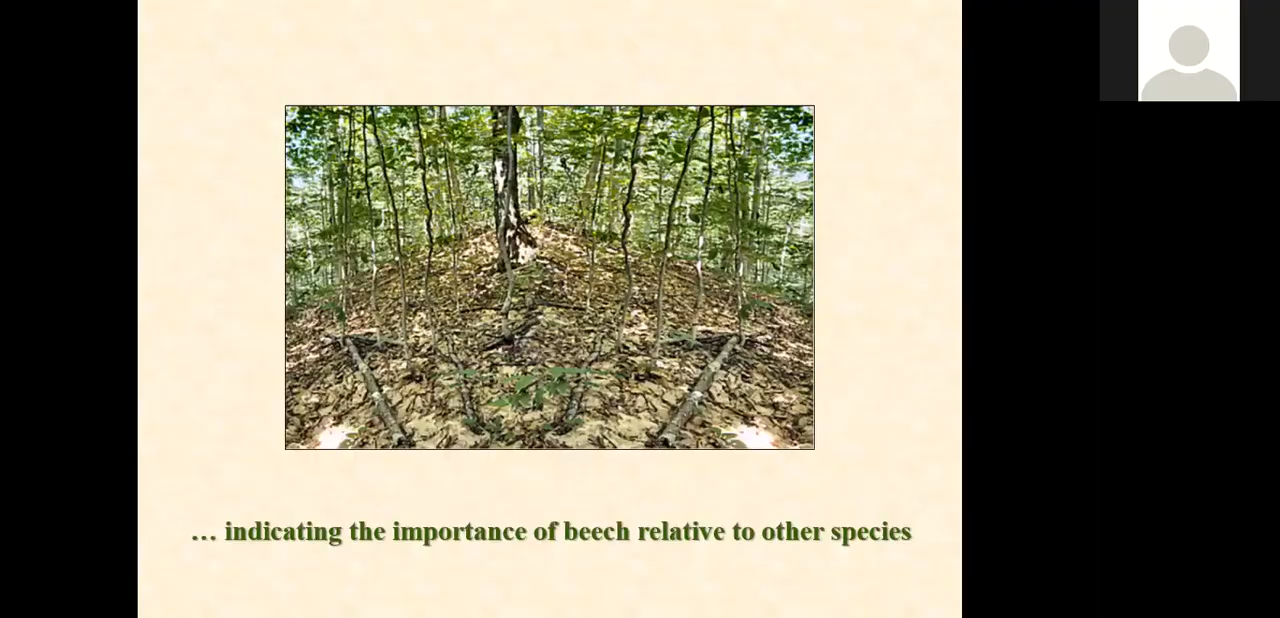 … indicating the importance of beech relative to other species